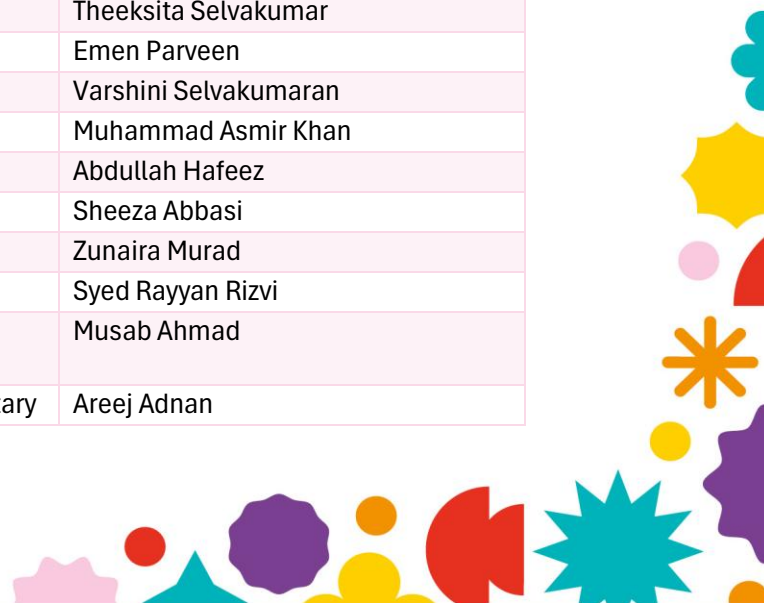 Theeksita Selvakumar
Emen Parveen
Varshini Selvakumaran
Muhammad Asmir Khan
Abdullah Hafeez
Sheeza Abbasi
Zunaira Murad
Syed Rayyan Rizvi
Musab Ahmad
tary Areej Adnan